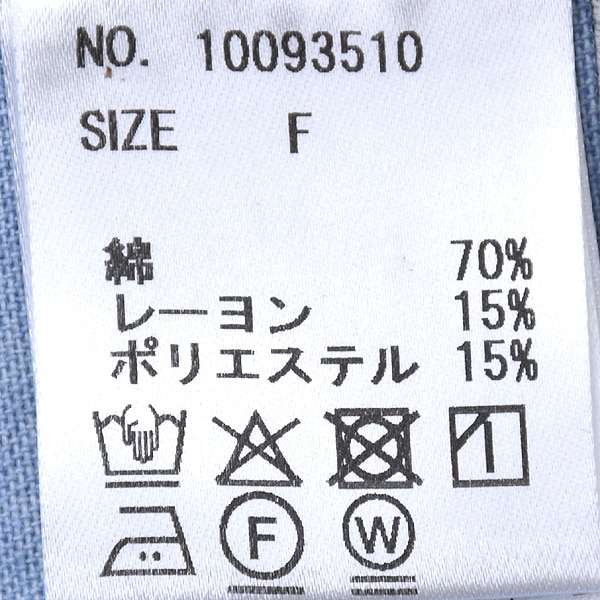 NO. 10093510
SIZE F
綿 70%
レーヨン 15%
ポリエステル 15%
F W